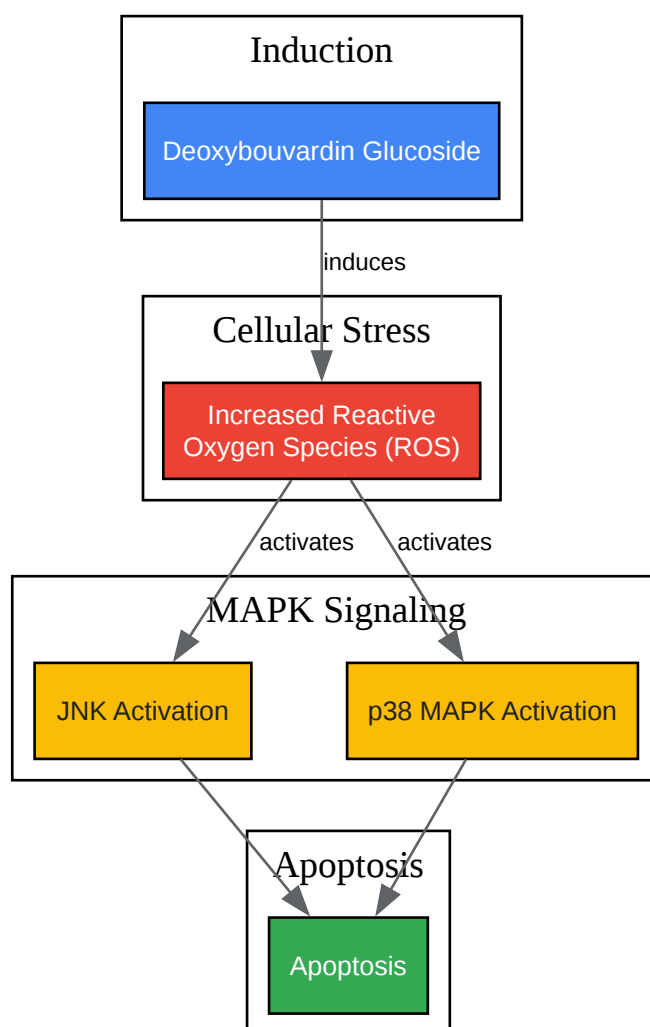 Induction
Deoxybouvardin Glucoside
induces
Cellular Stress
Increased Reactive
Oxygen Species (ROS)
activates
activates
MAPK Signaling
JNK Activation
p38 MAPK Activation
Apoptosis
Apoptosis